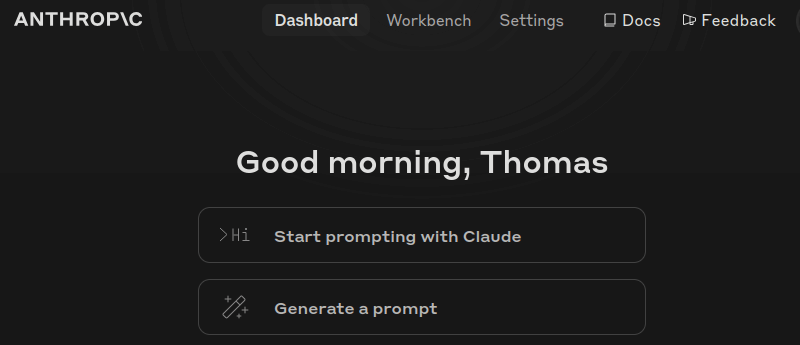 ANTHROP\C Dashboard Workbench Settings Docs Feedback
Good morning, Thomas
>Hi Start prompting with Claude
Generate a prompt